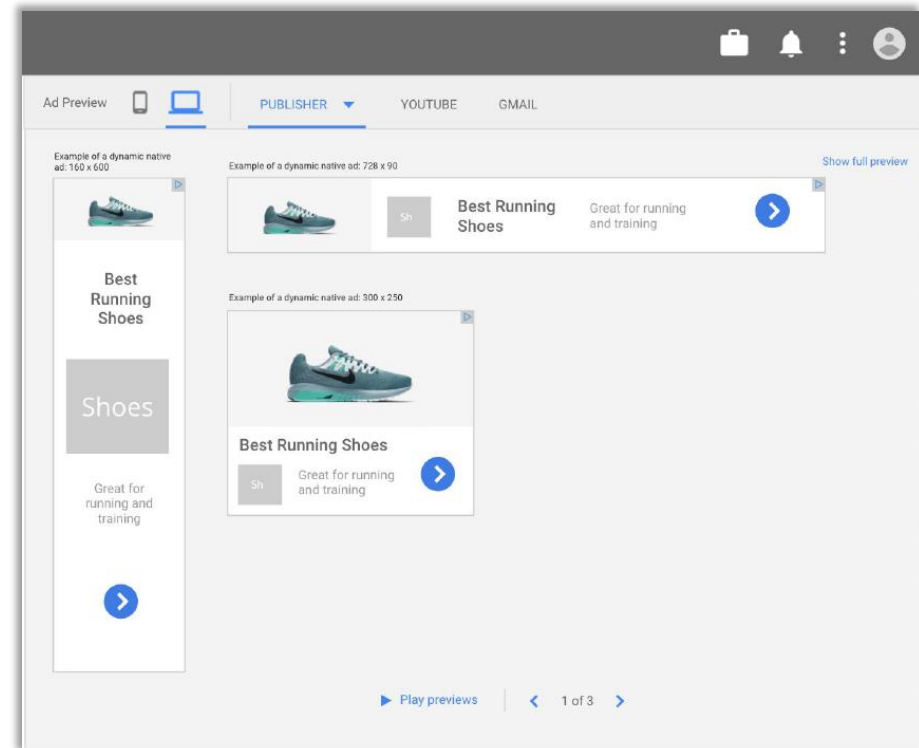 Ad Preview
PUBLISHER
YOUTUBE
GMAIL
Example of a dynamic native
ad: 160 x 600
Best
Running
Shoes
Shoes
Great for
running and
training
Example of a dynamic native ad: 728 x 90
Show full preview
Sh
Best Running
Shoes
Great for running
and training
Example of a dynamic native ad: 300 x 250
Best Running Shoes
Sh
Great for running
and training
Play previews
1 of 3